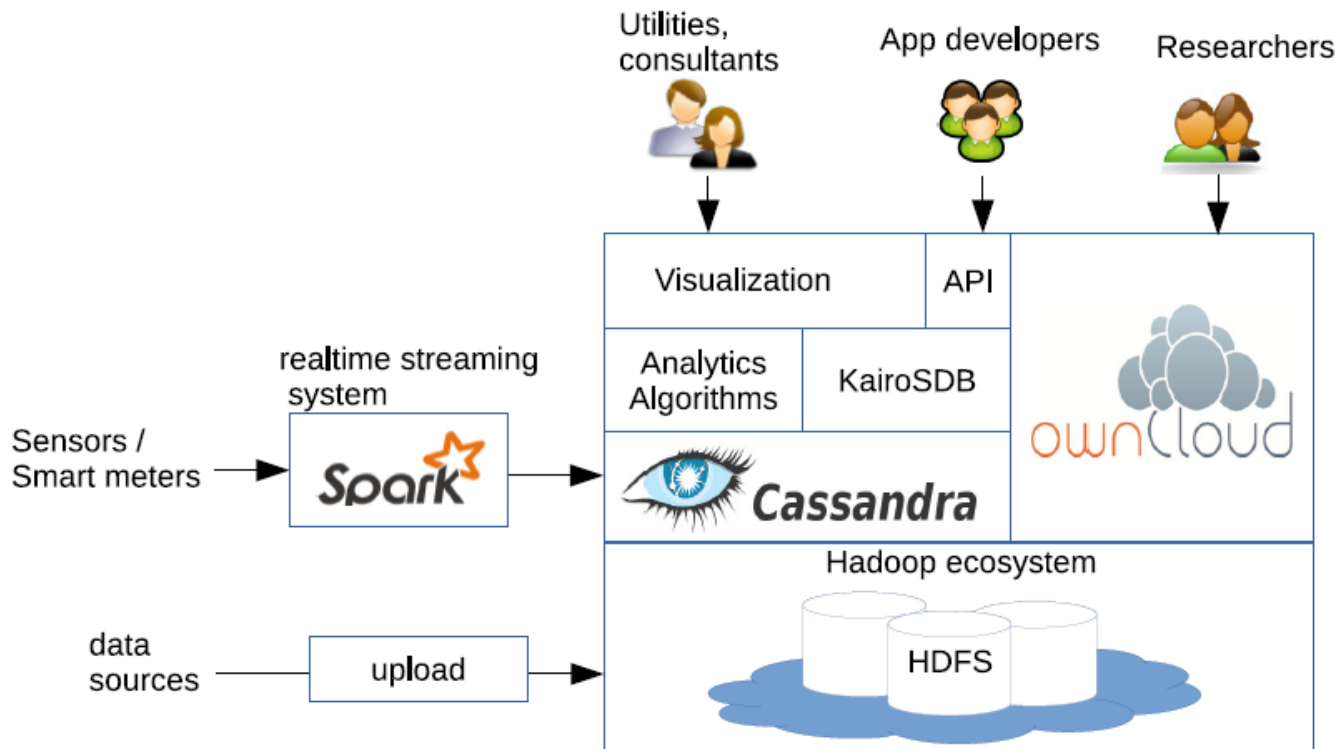 Utilities,
consultants
App developers
Researchers
Visualization
API
realtime streaming
system
Analytics
Algorithms
KairoSDB
ownCloud
Sensors /
Smart meters
Spark
Cassandra
Hadoop ecosystem
data
sources
upload
HDFS